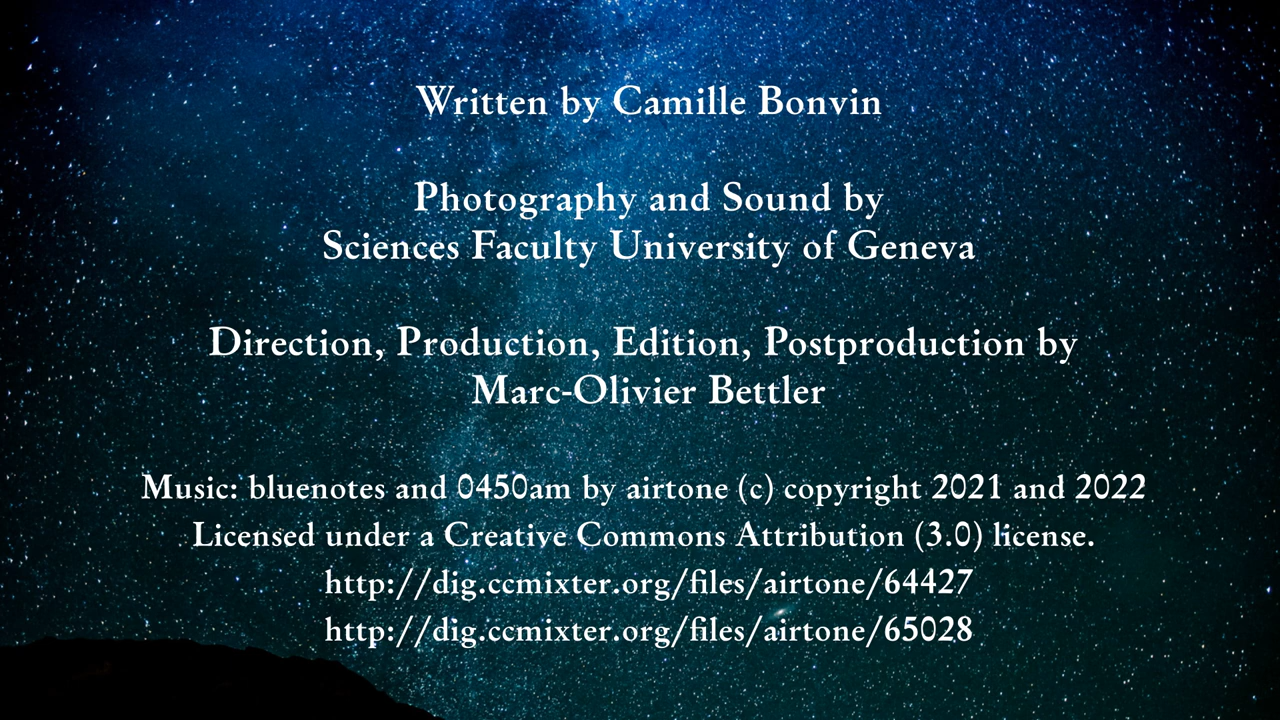 Written by Camille Bonvin
Photography and Sound by
Sciences Faculty University of Geneva
Direction, Production, Edition, Postproduction by
Marc-Olivier Bettler
Music: bluenotes and 0450am by airtone (c) copyright 2021 and 2022
Licensed under a Creative Commons Attribution (3.0) license.
http://dig.ccmixter.org/files/airtone/64427
http://dig.ccmixter.org/files/airtone/65028